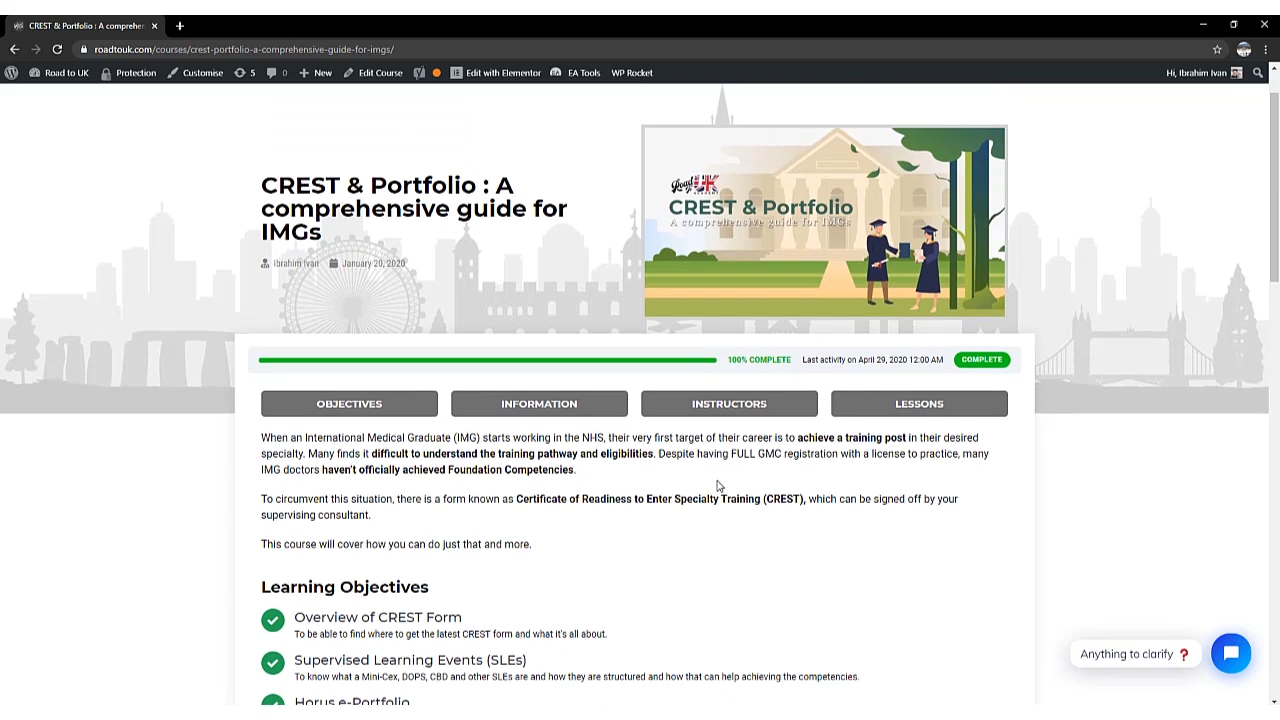 CREST & Portfolio : A comprehen
roadtouk.com/courses/crest-portfolio-a-comprehensive-guide-for-imgs/
Road to UK Protection Customise 5 0 New Edit Course Edit with Elementor EA Tools WP Rocket Hi, Ibrahim Ivan
CREST & Portfolio : A
comprehensive guide for
IMGs
Ibrahim Ivan January 20, 2020
Road UK
CREST & Portfolio
A comprehensive guide for IMGs
100% COMPLETE Last activity on April 29, 2020 12:00 AM COMPLETE
OBJECTIVES INFORMATION INSTRUCTORS LESSONS
When an International Medical Graduate (IMG) starts working in the NHS, their very first target of their career is to achieve a training post in their desired
specialty. Many finds it difficult to understand the training pathway and eligibilities. Despite having FULL GMC registration with a license to practice, many
IMG doctors haven't officially achieved Foundation Competencies.
To circumvent this situation, there is a form known as Certificate of Readiness to Enter Specialty Training (CREST), which can be signed off by your
supervising consultant.
This course will cover how you can do just that and more.
Learning Objectives
Overview of CREST Form
To be able to find where to get the latest CREST form and what it's all about.
Supervised Learning Events (SLEs)
To know what a Mini-Cex, DOPS, CBD and other SLEs are and how they are structured and how that can help achieving the competencies.
Horus e-Portfolio
Anything to clarify ?